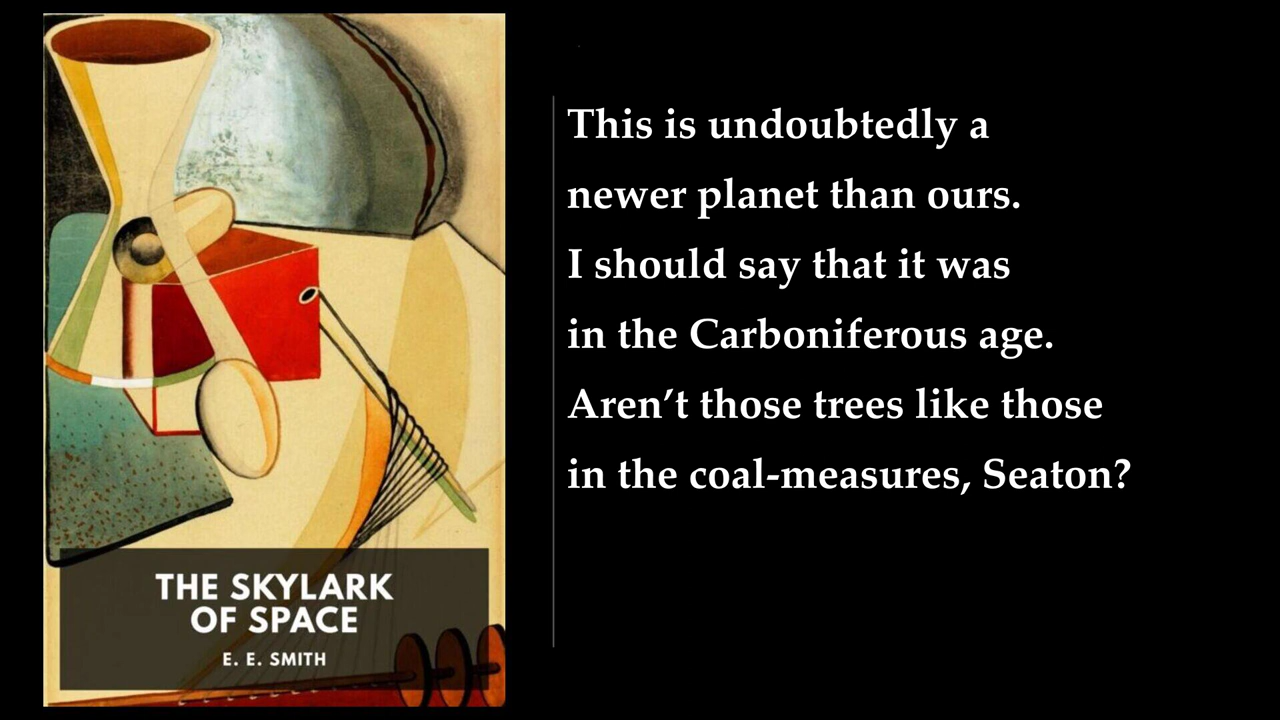 THE SKYLARK
OF SPACE
E. E. SMITH
This is undoubtedly a
newer planet than ours.
I should say that it was
in the Carboniferous age.
Aren’t those trees like those
in the coal-measures, Seaton?